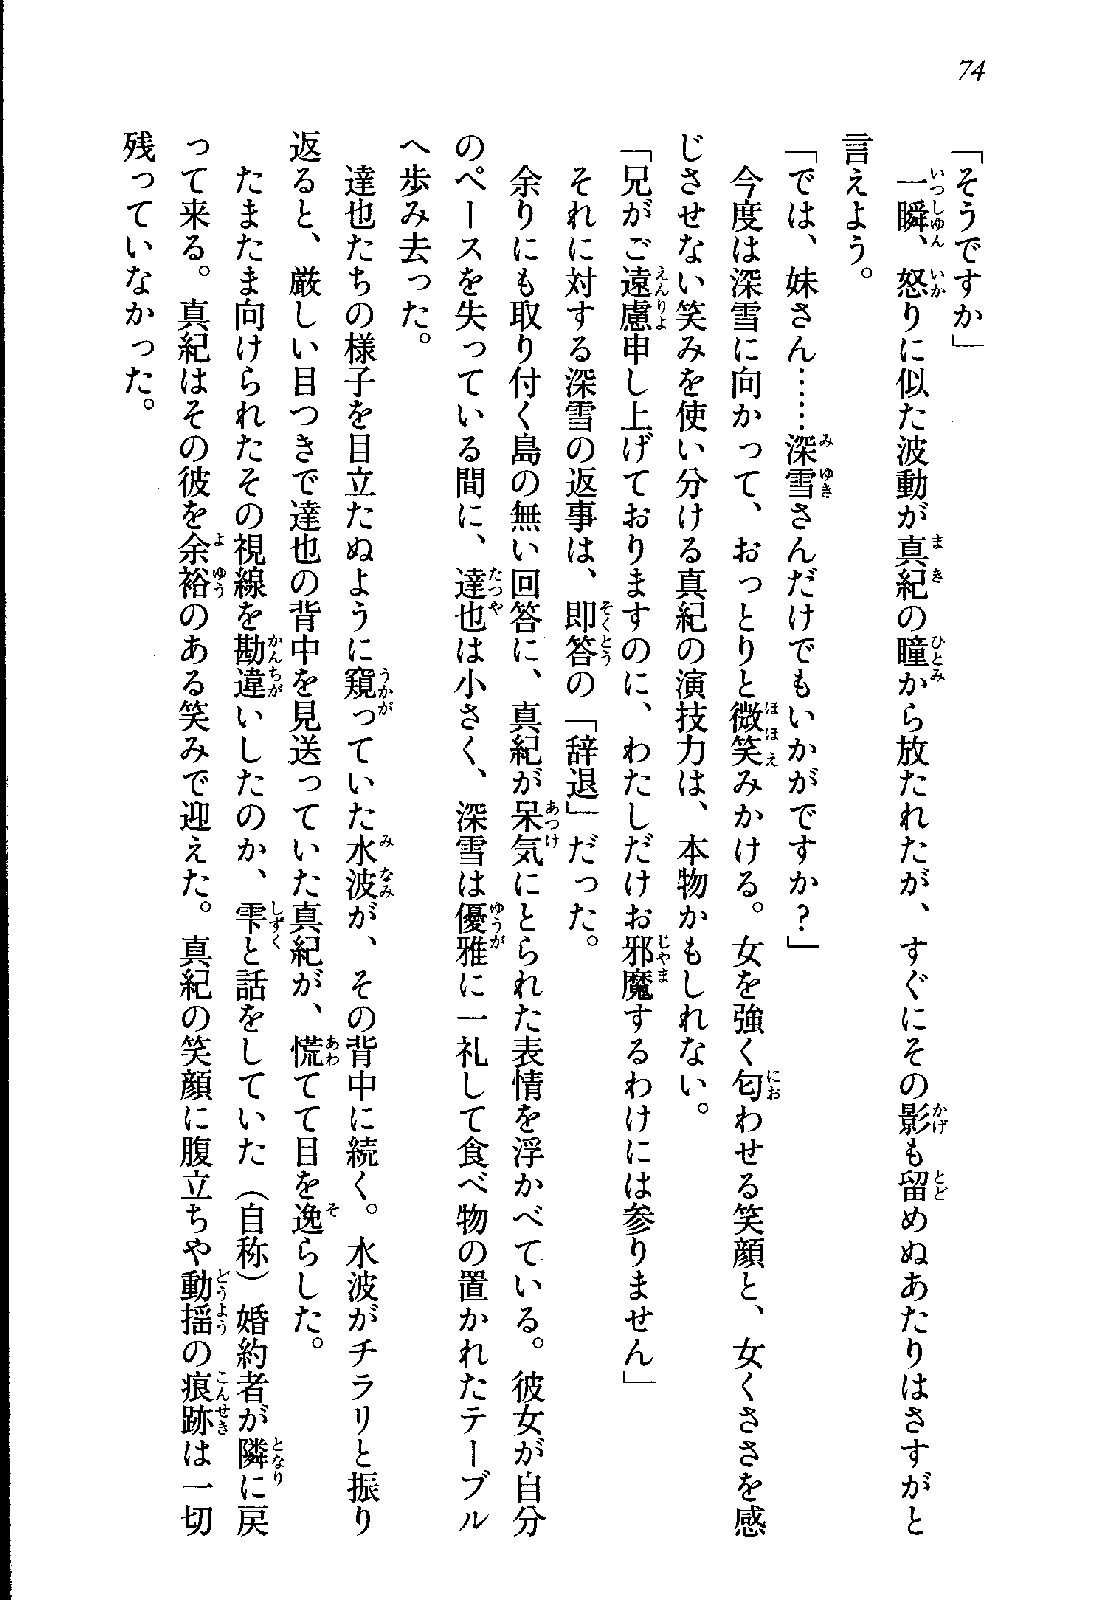 74
「そうですか」
　一瞬、怒りに似た波動が真紀の瞳から放たれたが、すぐにその影も留めぬあたりはさすがと
言えよう。
「では、妹さん……深雪さんだけでもいかがですか？」
　今度は深雪に向かって、おっとりと微笑みかける。女を強く匂わせる笑顔と、女くささを感
じさせない笑みを使い分ける真紀の演技力は、本物かもしれない。
「兄がご遠慮申し上げておりますのに、わたしだけお邪魔するわけには参りません」
　それに対する深雪の返事は、即答の「辞退」だった。
　余りにも取り付く島の無い回答に、真紀が呆気にとられた表情を浮かべている。彼女が自分
のペースを失っている間に、達也は小さく、深雪は優雅に一礼して食べ物の置かれたテーブル
へ歩み去った。
　達也たちの様子を目立たぬように窺っていた水波が、その背中に続く。水波がチラリと振り
返ると、厳しい目つきで達也の背中を見送っていた真紀が、慌てて目を逸らした。
　たまたま向けられたその視線を勘違いしたのか、雫と話をしていた（自称）婚約者が隣に戻
って来る。真紀はその彼を余裕のある笑みで迎えた。真紀の笑顔に腹立ちや動揺の痕跡は一切
残っていなかった。